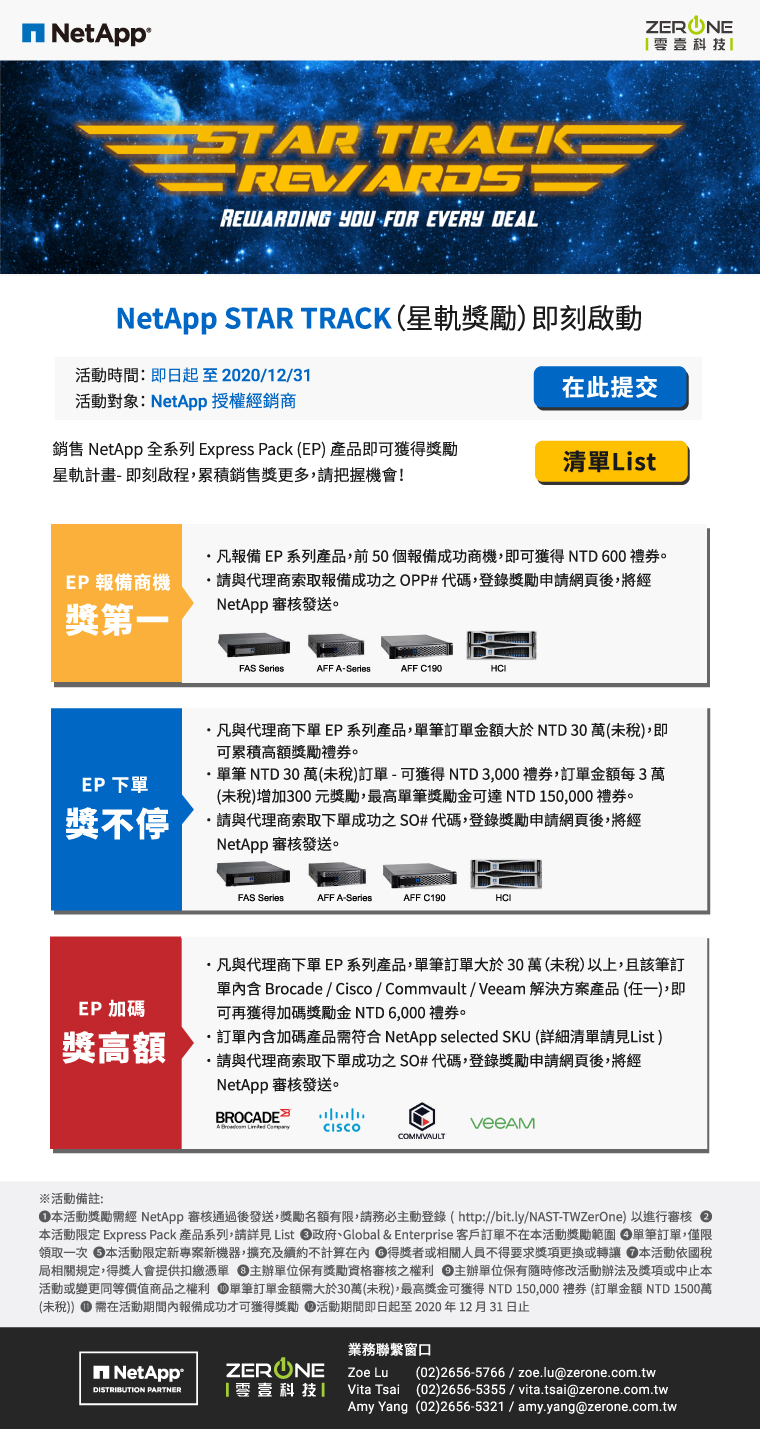 NetApp
ZERONE
零壹科技
STAR TRACK
REWARDS
REWARDING YOU FOR EVERY DEAL
NetApp STAR TRACK（星軌獎勵）即刻啟動
活動時間：即日起 至 2020/12/31
活動對象：NetApp 授權經銷商
在此提交
銷售 NetApp 全系列 Express Pack (EP) 產品即可獲得獎勵
星軌計畫- 即刻啟程，累積銷售獎更多，請把握機會！
清單List
EP 報備商機
獎第一
・凡報備 EP 系列產品，前 50 個報備成功商機，即可獲得 NTD 600 禮券。
・請與代理商索取報備成功之 OPP# 代碼，登錄獎勵申請網頁後，將經
NetApp 審核發送。
FAS Series AFF A-Series AFF C190 HCI
EP 下單
獎不停
・凡與代理商下單 EP 系列產品，單筆訂單金額大於 NTD 30 萬(未稅)，即
可累積高額獎勵禮券。
・單筆 NTD 30 萬(未稅)訂單 - 可獲得 NTD 3,000 禮券，訂單金額每 3 萬
(未稅)增加300 元獎勵，最高單筆獎勵金可達 NTD 150,000 禮券。
・請與代理商索取下單成功之 SO# 代碼，登錄獎勵申請網頁後，將經
NetApp 審核發送。
FAS Series AFF A-Series AFF C190 HCI
EP 加碼
獎高額
・凡與代理商下單 EP 系列產品，單筆訂單大於 30 萬（未稅）以上，且該筆訂
單內含 Brocade / Cisco / Commvault / Veeam 解決方案產品 (任一)，即
可再獲得加碼獎勵金 NTD 6,000 禮券。
・訂單內含加碼產品需符合 NetApp selected SKU (詳細清單請見List )
・請與代理商索取下單成功之 SO# 代碼，登錄獎勵申請網頁後，將經
NetApp 審核發送。
BROCADE
A Broadcom Limited Company
CISCO
COMMVAULT
VEEAM
※活動備註:
❶本活動獎勵需經 NetApp 審核通過後發送，獎勵名額有限，請務必主動登錄 ( http://bit.ly/NAST-TWZerOne) 以進行審核 ❷
本活動限定 Express Pack 產品系列，請詳見 List ❸政府、Global & Enterprise 客戶訂單不在本活動獎勵範圍 ❹單筆訂單，僅限
領取一次 ❺本活動限定新專案新機器，擴充及續約不計算在內 ❻得獎者或相關人員不得要求獎項更換或轉讓 ❼本活動依國稅
局相關規定，得獎人會提供扣繳憑單 ❽主辦單位保有獎勵資格審核之權利 ❾主辦單位保有隨時修改活動辦法及獎項或中止本
活動或變更同等價值商品之權利 ❿單筆訂單金額需大於30萬(未稅)，最高獎金可獲得 NTD 150,000 禮券 (訂單金額 NTD 1500萬
(未稅)) ⓫ 需在活動期間內報備成功才可獲得獎勵 ⓬活動期間即日起至 2020 年 12 月 31 日止
NetApp
DISTRIBUTION PARTNER
ZERONE
零壹科技
業務聯繫窗口
Zoe Lu (02)2656-5766 / zoe.lu@zerone.com.tw
Vita Tsai (02)2656-5355 / vita.tsai@zerone.com.tw
Amy Yang (02)2656-5321 / amy.yang@zerone.com.tw